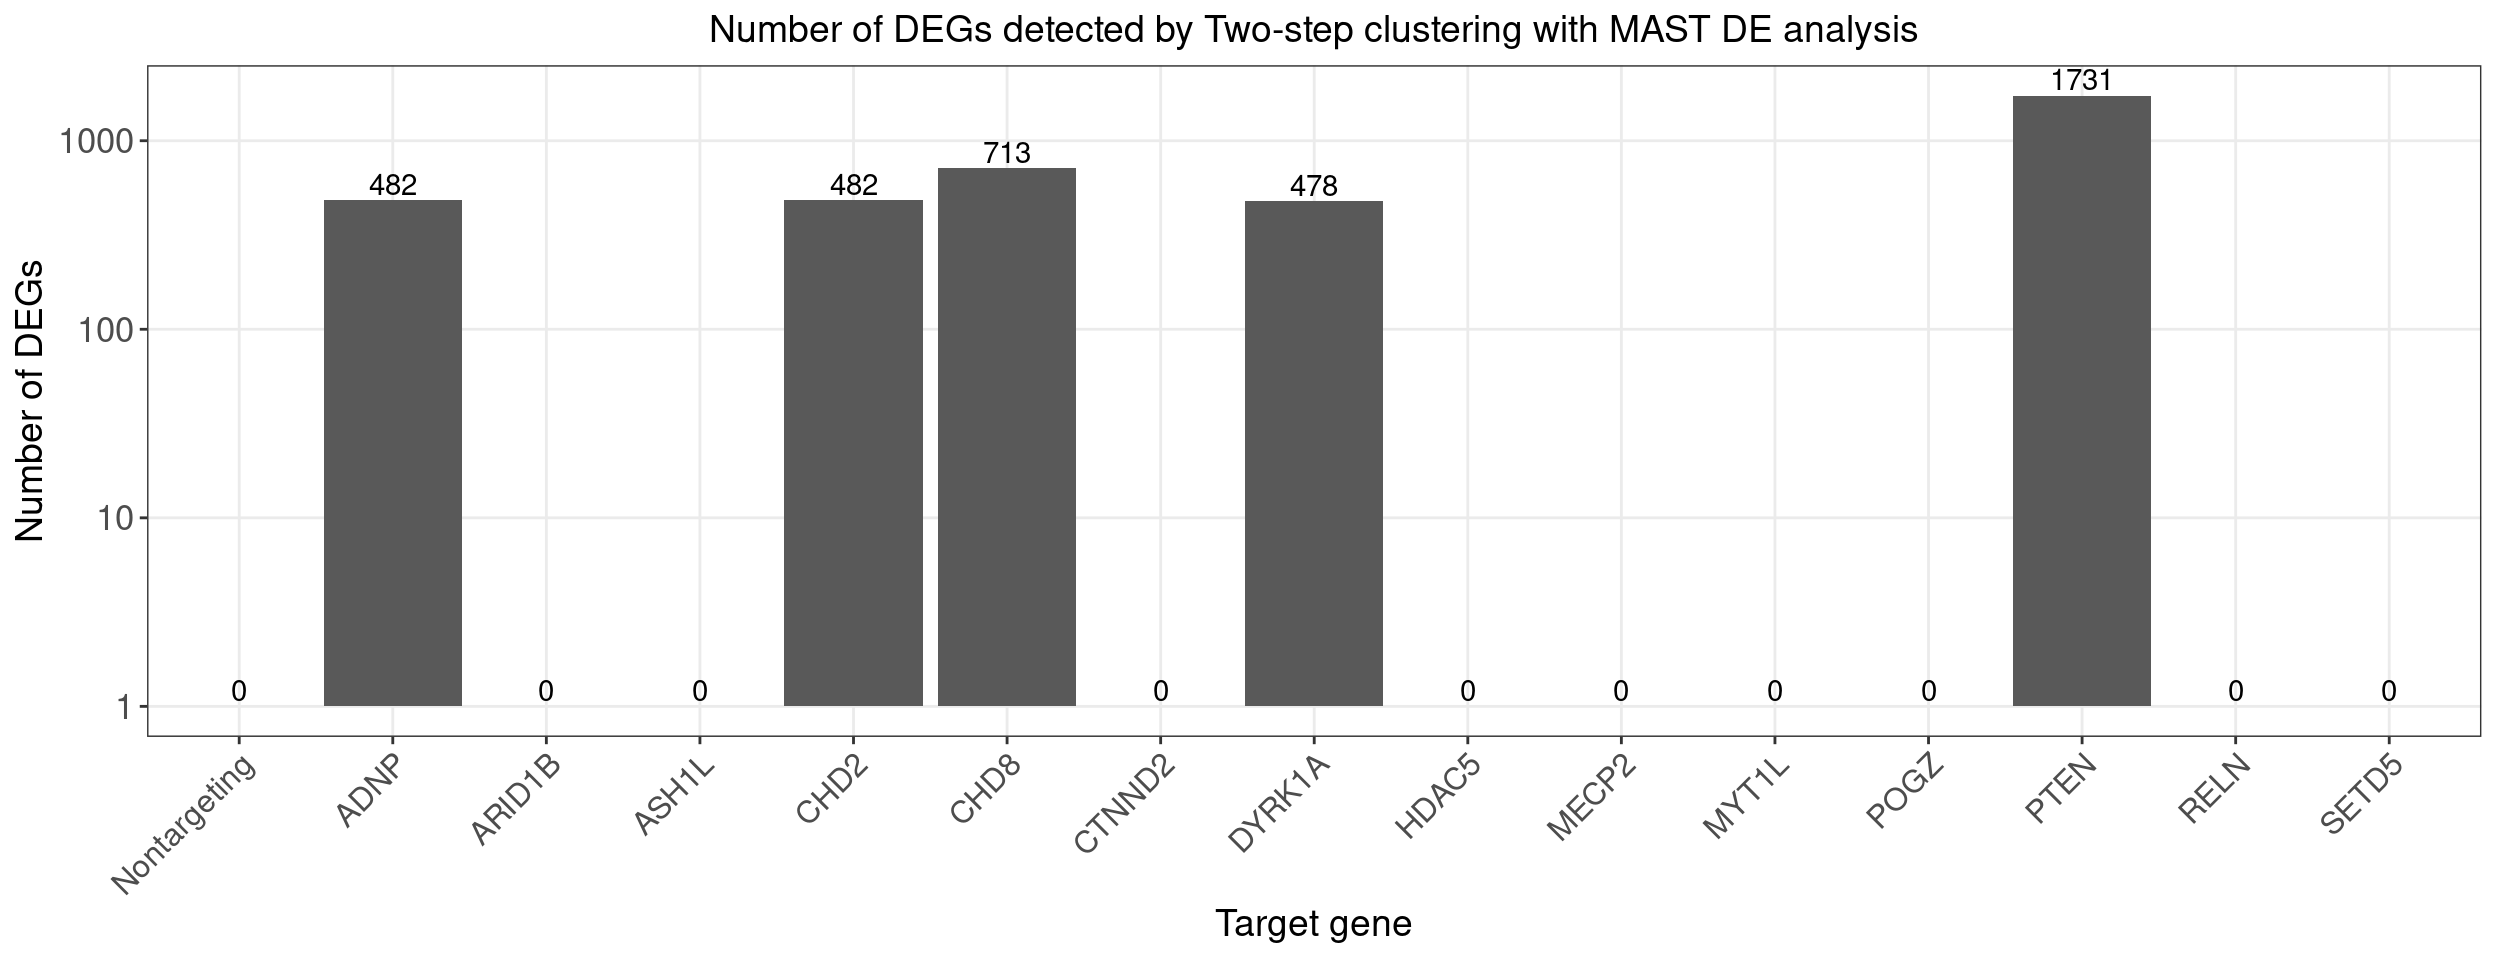 Number of DEGs detected by Two-step clustering with MAST DE analysis
Number of DEGs
1000
100
10
1
0
482
0
0
482
713
0
478
0
0
0
0
1731
0
0
Nontargeting
ADNP
ARID1B
ASH1L
CHD2
CHD8
CTNND2
DYRK1A
HDAC5
MECP2
MYT1L
POGZ
PTEN
RELN
SETD5
Target gene